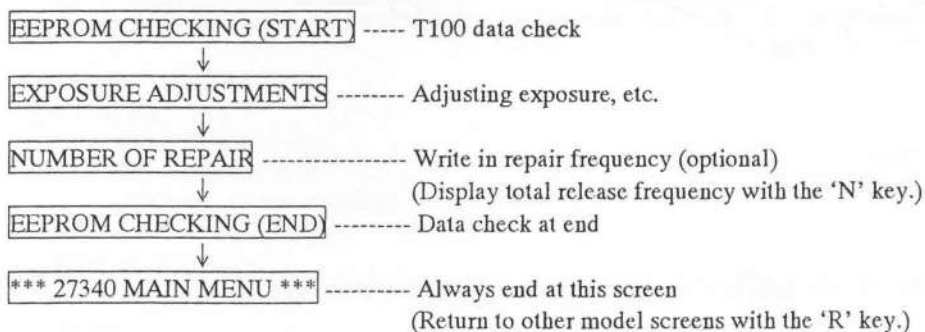 EEPROM CHECKING (START) ----- T100 data check
EXPOSURE ADJUSTMENTS -------- Adjusting exposure, etc.
NUMBER OF REPAIR -------------- Write in repair frequency (optional)
(Display total release frequency with the ‘N’ key.)
EEPROM CHECKING (END) -------- Data check at end
*** 27340 MAIN MENU *** --------- Always end at this screen
(Return to other model screens with the ‘R’ key.)